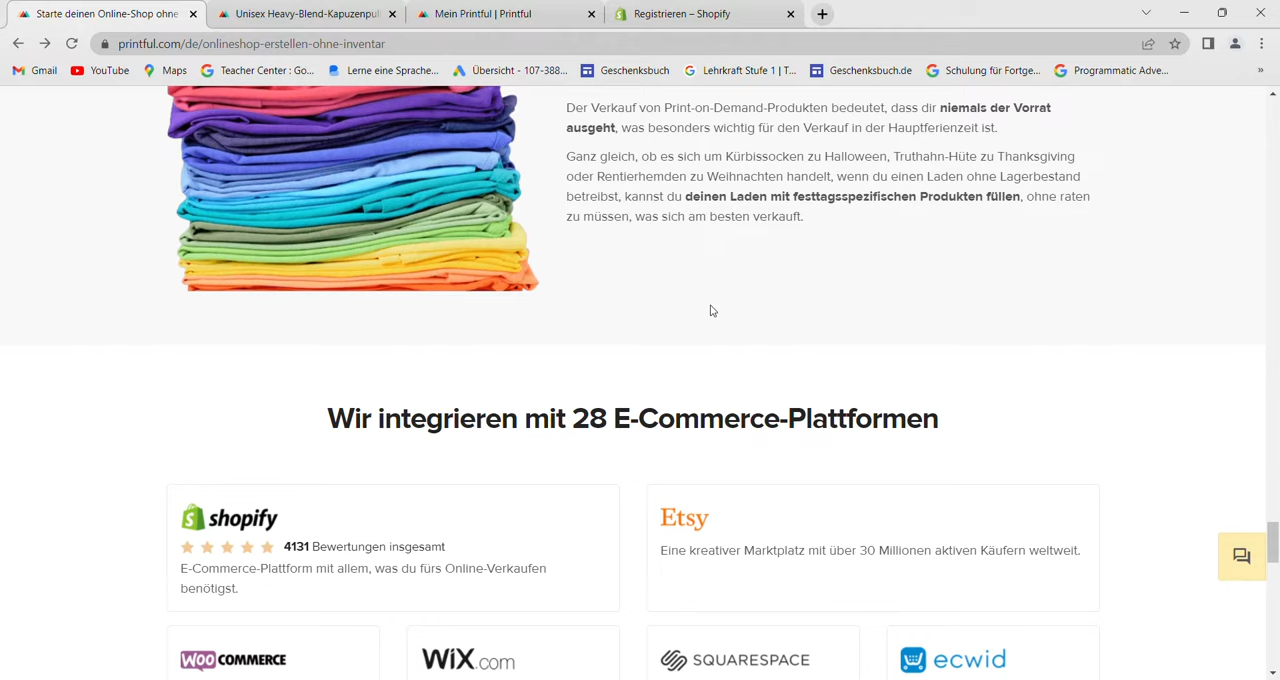 Starte deinen Online-Shop ohne
Unisex Heavy-Blend-Kapuzenpull
Mein Printful | Printful
Registrieren – Shopify
printful.com/de/onlineshop-erstellen-ohne-inventar
Gmail
YouTube
Maps
Teacher Center : Go...
Lerne eine Sprache...
Übersicht - 107-388...
Geschenksbuch
Lehrkraft Stufe 1 | T...
Geschenksbuch.de
Schulung für Fortge...
Programmatic Adve...
»
Der Verkauf von Print-on-Demand-Produkten bedeutet, dass dir niemals der Vorrat
ausgeht, was besonders wichtig für den Verkauf in der Hauptferienzeit ist.
Ganz gleich, ob es sich um Kürbissocken zu Halloween, Truthahn-Hüte zu Thanksgiving
oder Rentierhemden zu Weihnachten handelt, wenn du einen Laden ohne Lagerbestand
betreibst, kannst du deinen Laden mit festtagsspezifischen Produkten füllen, ohne raten
zu müssen, was sich am besten verkauft.
Wir integrieren mit 28 E-Commerce-Plattformen
shopify
4131 Bewertungen insgesamt
E-Commerce-Plattform mit allem, was du fürs Online-Verkaufen
benötigst.
Etsy
Eine kreativer Marktplatz mit über 30 Millionen aktiven Käufern weltweit.
WOO COMMERCE
WiX.com
SQUARESPACE
ecwid